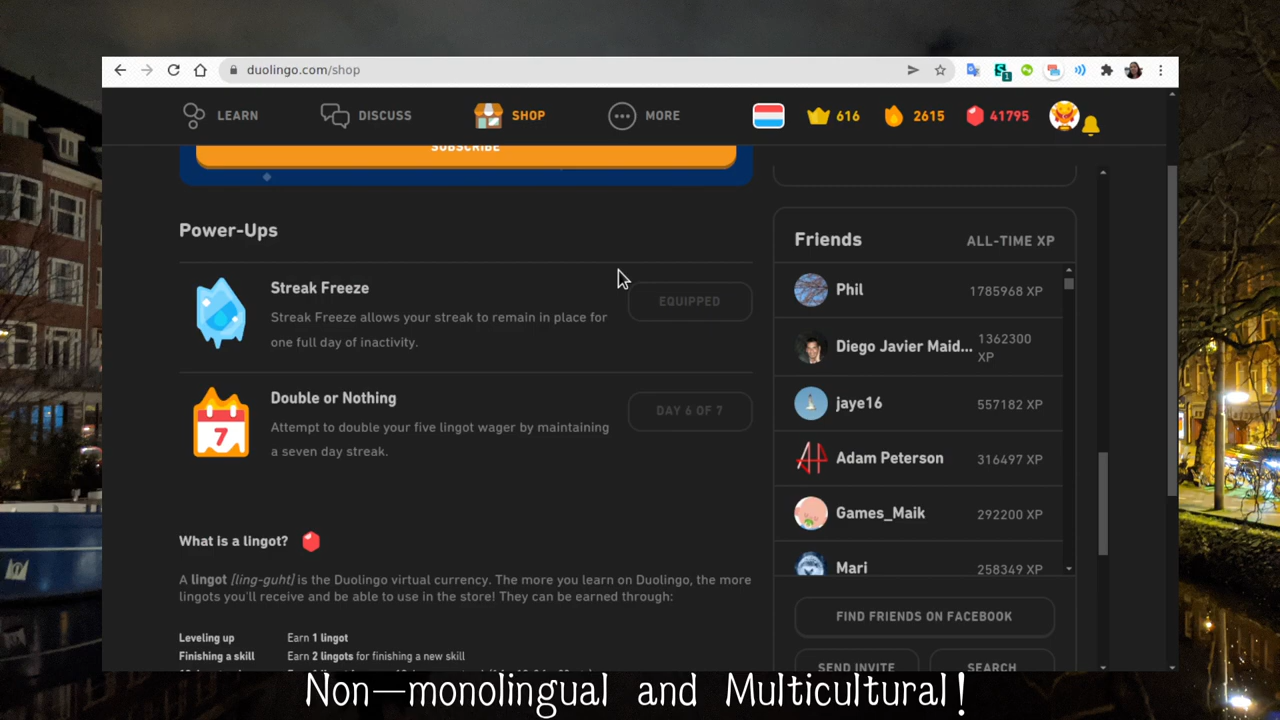 duolingo.com/shop
LEARN
DISCUSS
SHOP
MORE
616
2615
41795
SUBSCRIBE
Power-Ups
Streak Freeze
Streak Freeze allows your streak to remain in place for
one full day of inactivity.
EQUIPPED
Double or Nothing
Attempt to double your five lingot wager by maintaining
a seven day streak.
DAY 6 OF 7
7
What is a lingot?
A lingot [ling-guht] is the Duolingo virtual currency. The more you learn on Duolingo, the more
lingots you'll receive and be able to use in the store! They can be earned through:
Leveling up Earn 1 lingot
Finishing a skill Earn 2 lingots for finishing a new skill
Friends ALL-TIME XP
Phil 1785968 XP
Diego Javier Maid... 1362300
XP
jaye16 557182 XP
Adam Peterson 316497 XP
Games_Maik 292200 XP
Mari 258349 XP
FIND FRIENDS ON FACEBOOK
SEND INVITE
SEARCH
Non-monolingual and Multicultural!